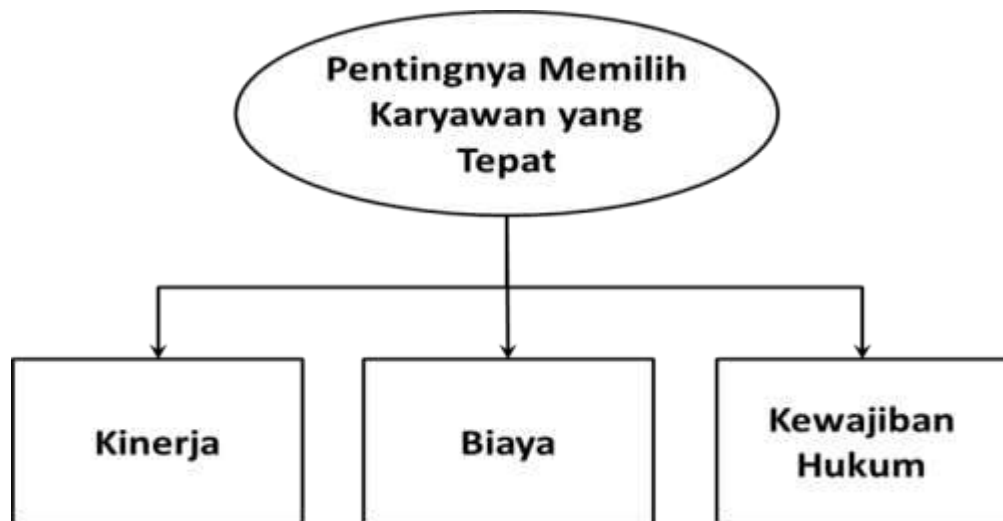 Pentingnya Memilih
Karyawan yang
Tepat
Kinerja
Biaya
Kewajiban
Hukum